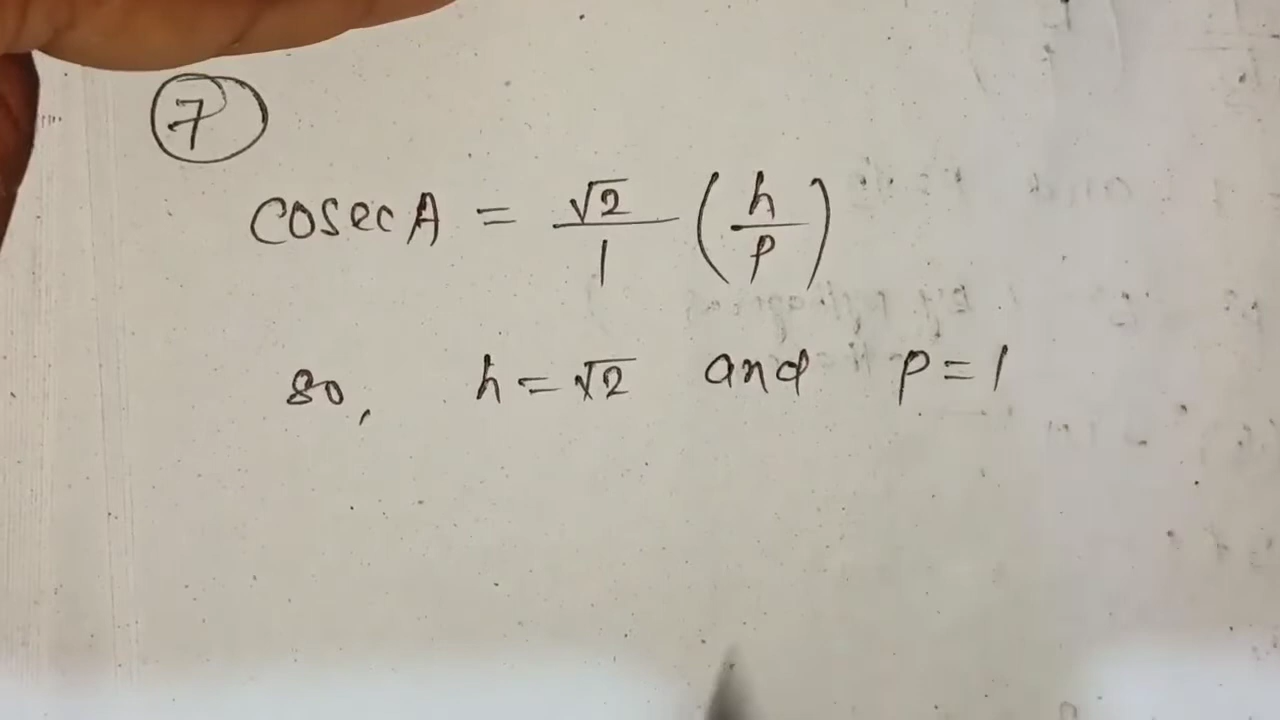 7
cosec A = √2/1 (h/p)
so, h = √2 and p = 1